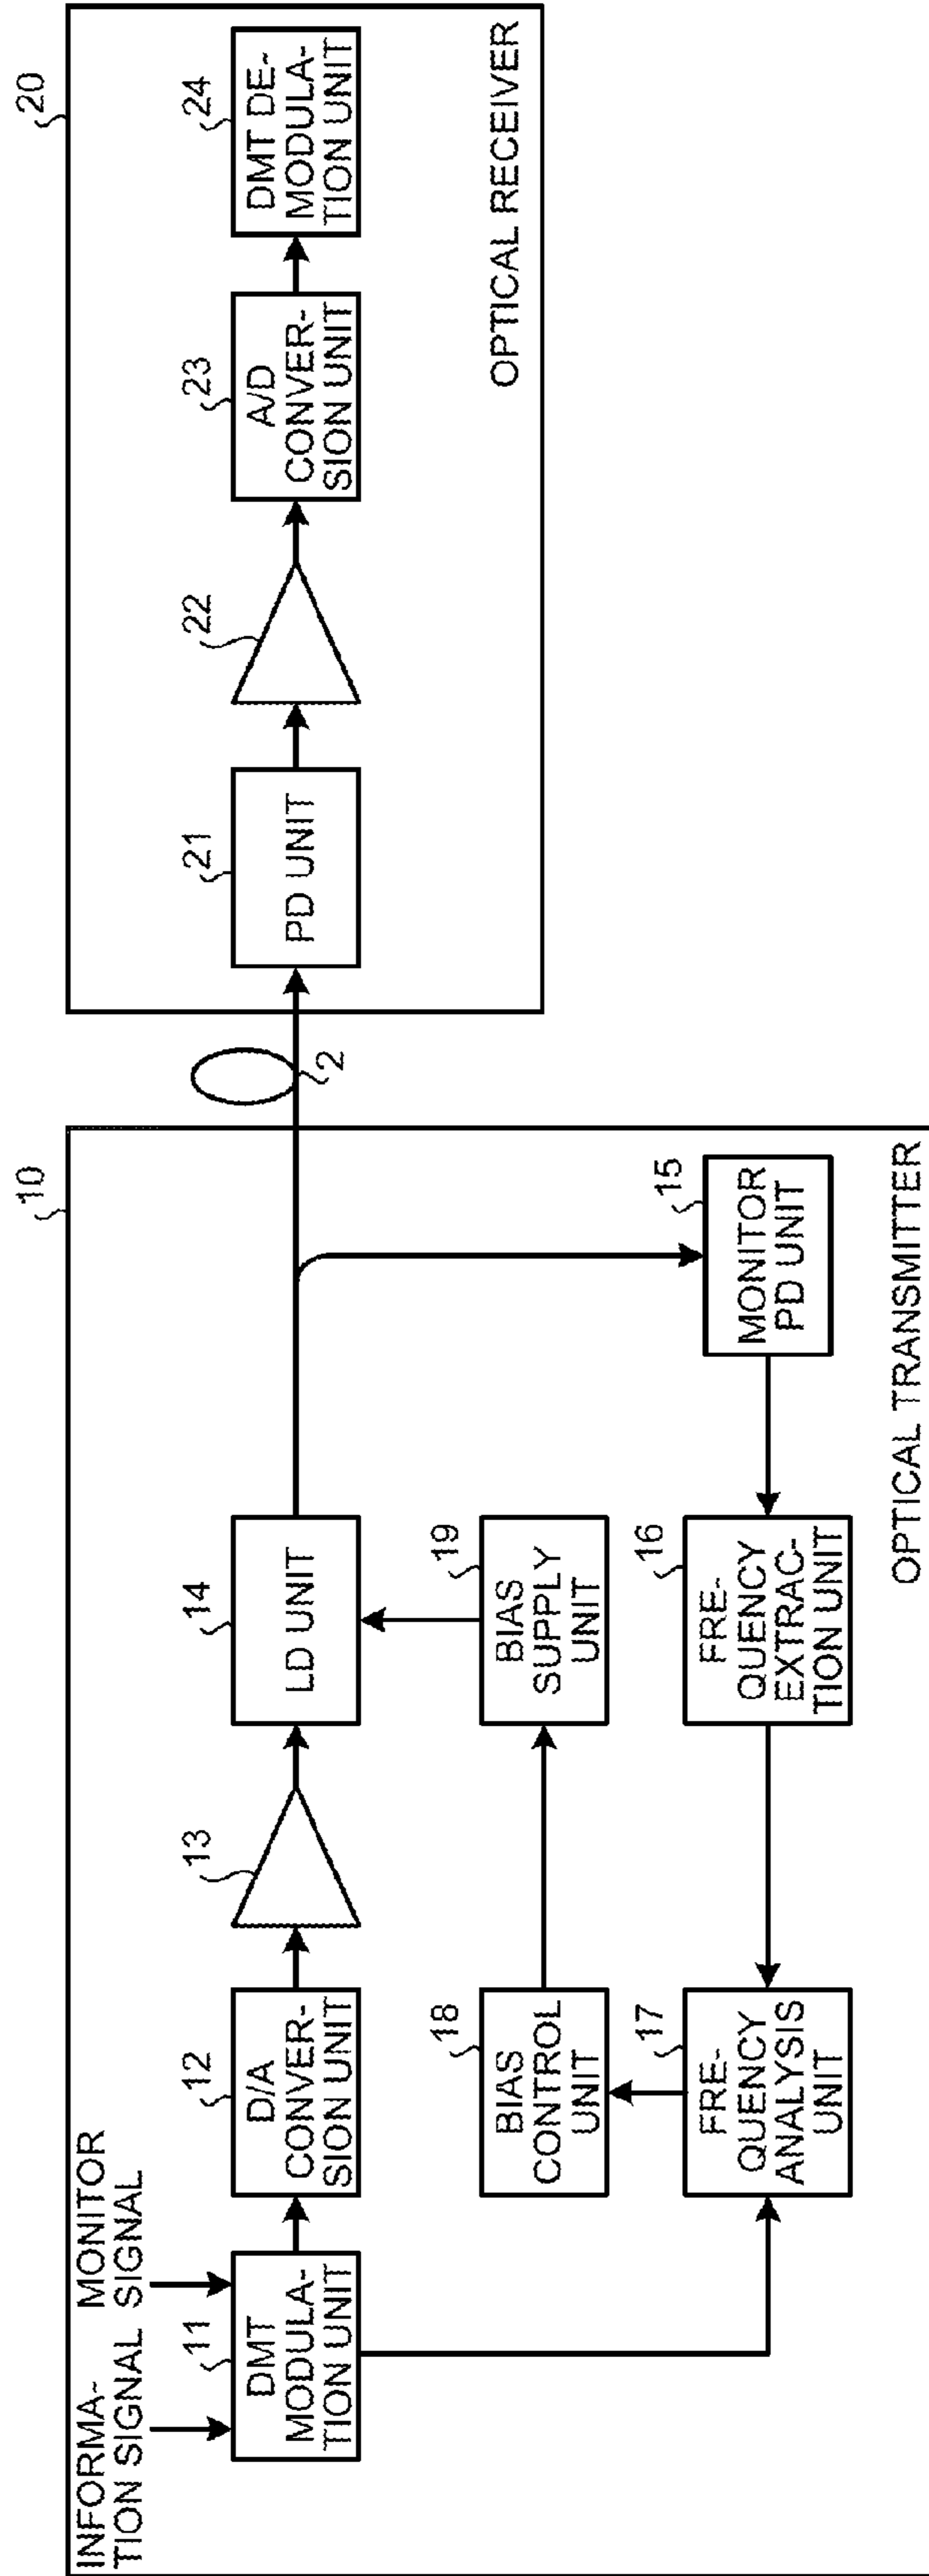 INFORMA-
TION SIGNAL
MONITOR
SIGNAL
10
11
DMT
MODULA-
TION UNIT
12
D/A
CONVER-
SION UNIT
13
14
LD UNIT
18
BIAS
CONTROL
UNIT
19
BIAS
SUPPLY
UNIT
17
FRE-
QUENCY
ANALYSIS
UNIT
16
FRE-
QUENCY
EXTRAC-
TION UNIT
15
MONITOR
PD UNIT
OPTICAL TRANSMITTER
2
20
21
PD UNIT
22
23
A/D
CONVER-
SION UNIT
24
DMT DE-
MODULA-
TION UNIT
OPTICAL RECEIVER